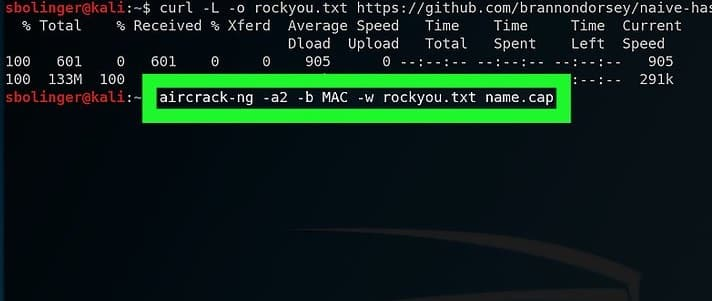 sbolinger@kali:~$ curl -L -o rockyou.txt https://github.com/brannondorsey/naive-has
% Total % Received % Xferd Average Speed Time Time Time Current
Dload Upload Total Spent Left Speed
100 601 0 601 0 0 905 0 --:--:-- --:--:-- --:--:-- 905
100 133M 100 :--:-- 291k
sbolinger@kali:~ aircrack-ng -a2 -b MAC -w rockyou.txt name.cap